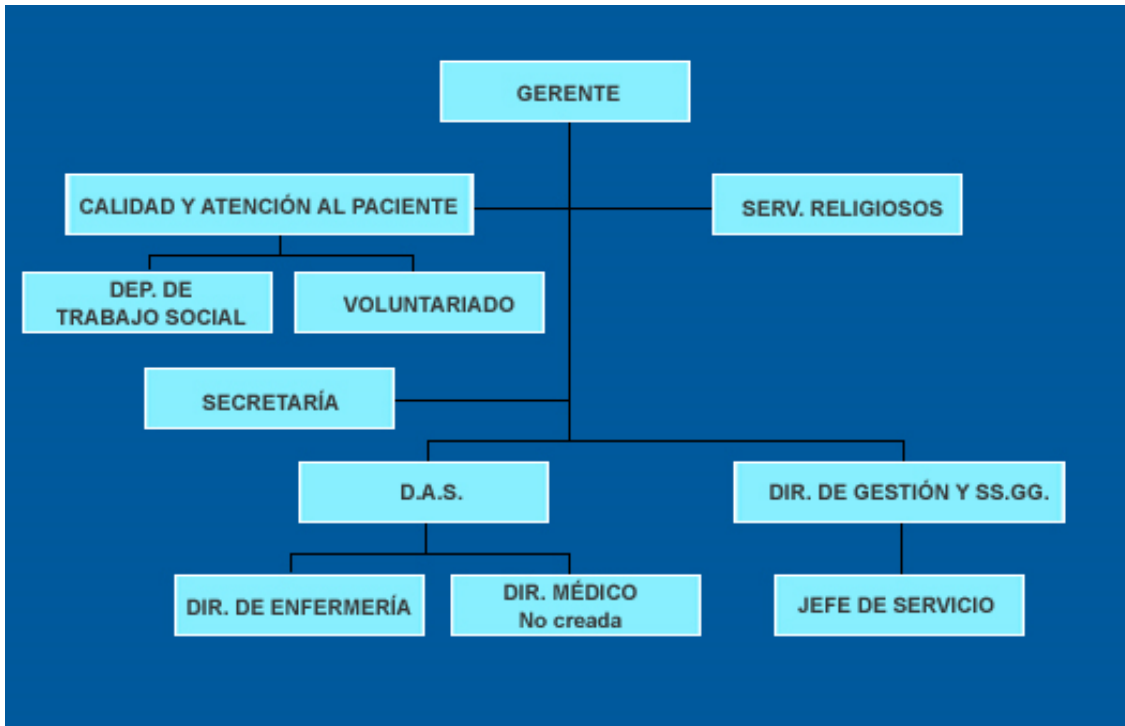 GERENTE
CALIDAD Y ATENCIÓN AL PACIENTE
SERV. RELIGIOSOS
DEP. DE
TRABAJO SOCIAL
VOLUNTARIADO
SECRETARÍA
D.A.S.
DIR. DE GESTIÓN Y SS.GG.
DIR. DE ENFERMERÍA
DIR. MÉDICO
No creada
JEFE DE SERVICIO